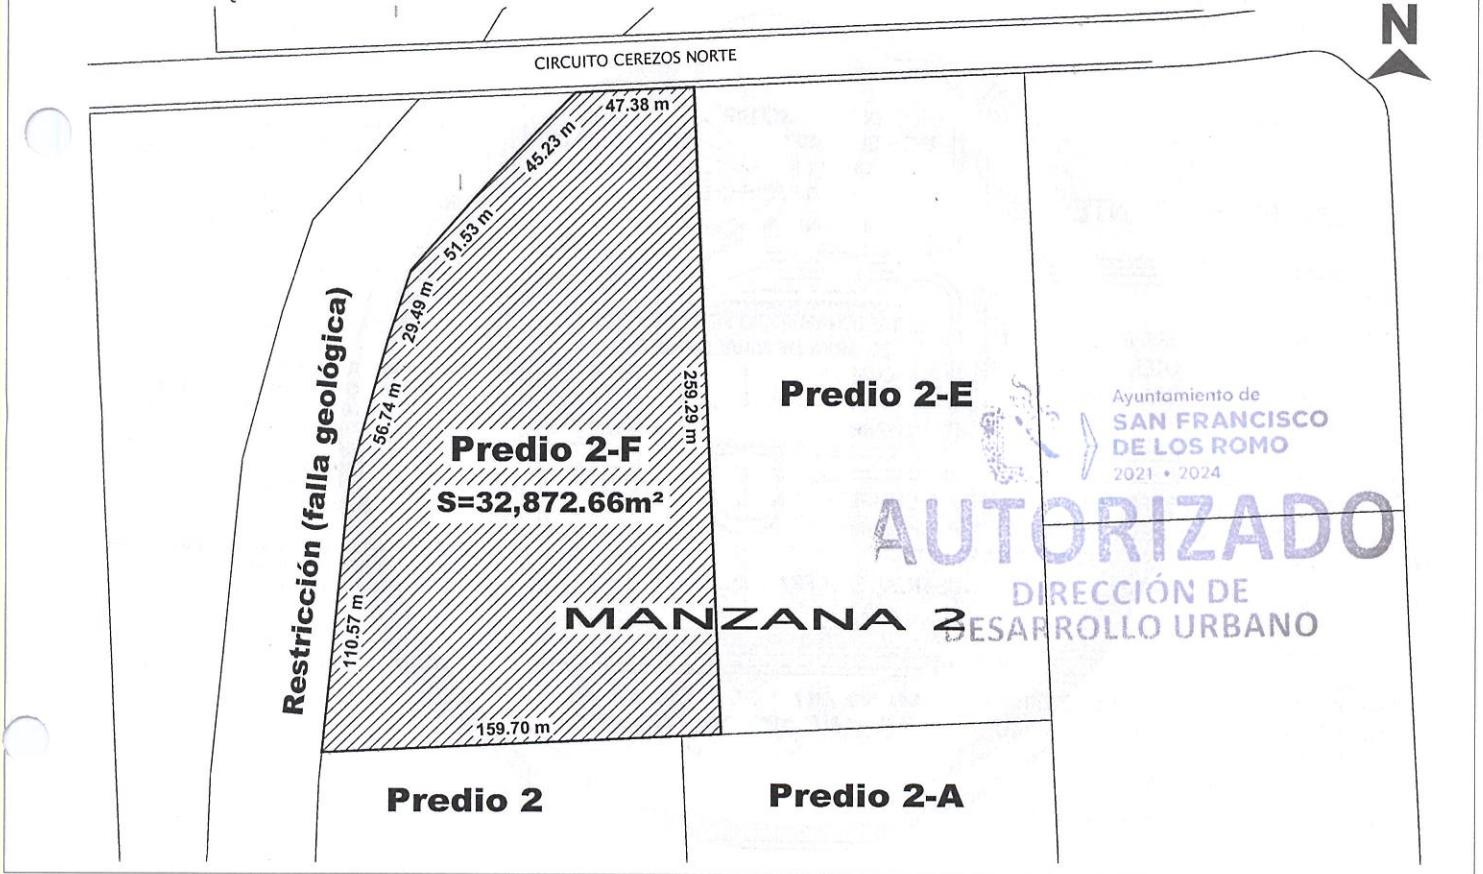 N
CIRCUITO CEREZOS NORTE
47.38 m
45.23 m
51.53 m
29.49 m
56.74 m
110.57 m
259.29 m
159.70 m
Restricción (falla geológica)
Predio 2-F
S=32,872.66m²
Predio 2-E
Ayuntamiento de
SAN FRANCISCO
DE LOS ROMO
2021 • 2024
AUTORIZADO
DIRECCIÓN DE
DESARROLLO URBANO
MANZANA 2
Predio 2
Predio 2-A